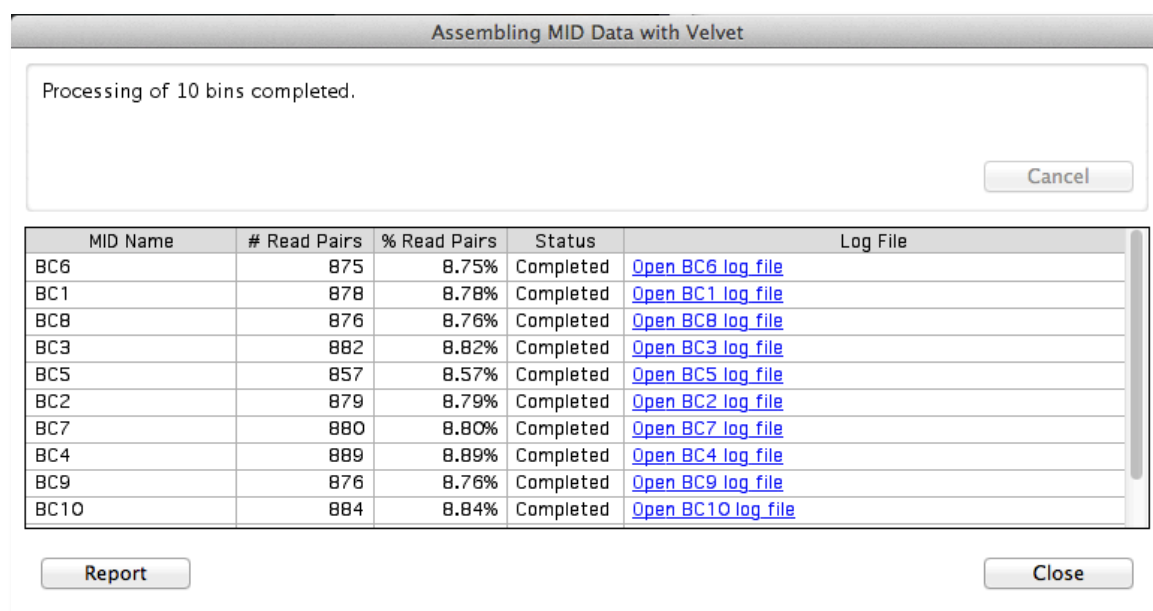 Assembling MID Data with Velvet
Processing of 10 bins completed.
Cancel
MID Name # Read Pairs % Read Pairs Status Log File
BC6 875 8.75% Completed Open BC6 log file
BC1 878 8.78% Completed Open BC1 log file
BC8 876 8.76% Completed Open BC8 log file
BC3 882 8.82% Completed Open BC3 log file
BC5 857 8.57% Completed Open BC5 log file
BC2 879 8.79% Completed Open BC2 log file
BC7 880 8.80% Completed Open BC7 log file
BC4 889 8.89% Completed Open BC4 log file
BC9 876 8.76% Completed Open BC9 log file
BC10 884 8.84% Completed Open BC10 log file
Report Close